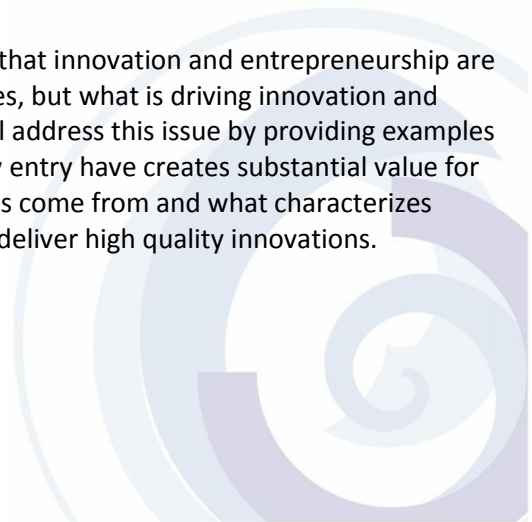 that innovation and entrepreneurship are
es, but what is driving innovation and
l address this issue by providing examples
y entry have creates substantial value for
s come from and what characterizes
deliver high quality innovations.